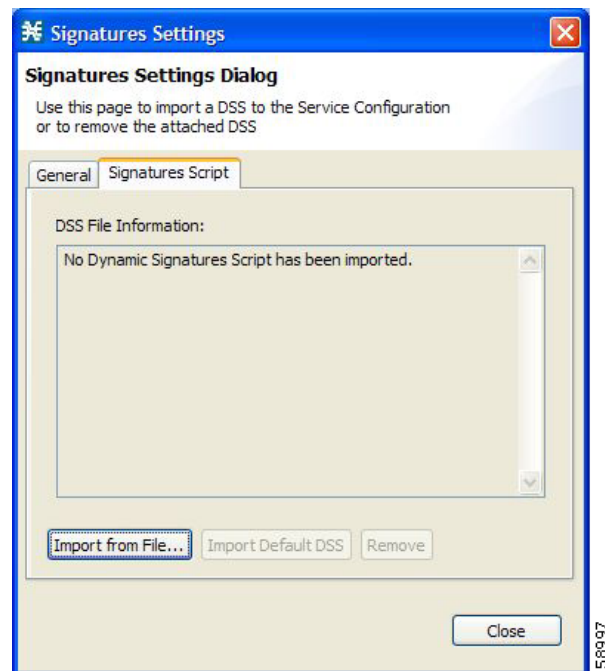 Signatures Settings
Signatures Settings Dialog
Use this page to import a DSS to the Service Configuration
or to remove the attached DSS
General
Signatures Script
DSS File Information:
No Dynamic Signatures Script has been imported.
Import from File...
Import Default DSS
Remove
Close
58997